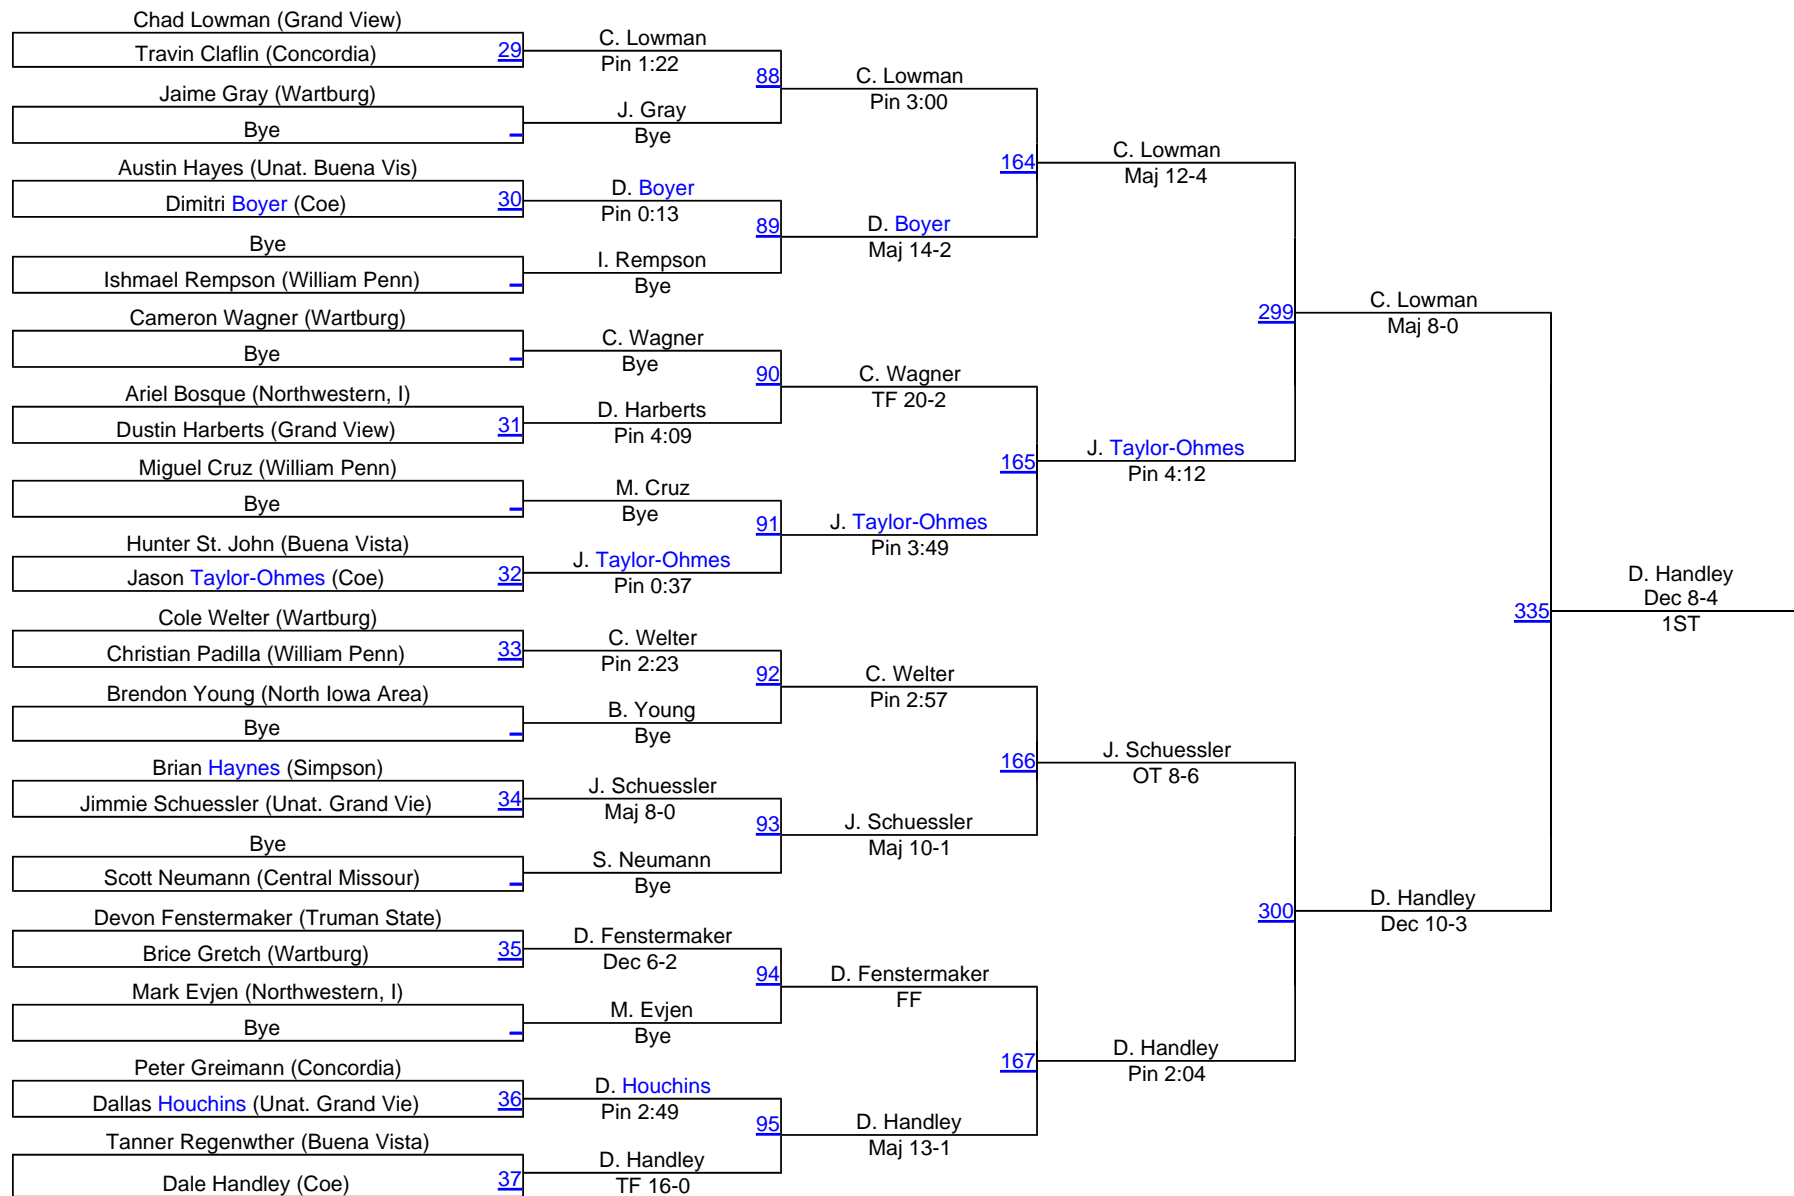 Chad Lowman (Grand View)
Travin Claflin (Concordia) 29
Jaime Gray (Wartburg)
Bye
Austin Hayes (Unat. Buena Vis)
Dimitri Boyer (Coe) 30
Bye
Ishmael Rempson (William Penn)
Cameron Wagner (Wartburg)
Bye
Ariel Bosque (Northwestern, I)
Dustin Harberts (Grand View) 31
Miguel Cruz (William Penn)
Bye
Hunter St. John (Buena Vista)
Jason Taylor-Ohmes (Coe) 32
Cole Welter (Wartburg)
Christian Padilla (William Penn) 33
Brendon Young (North Iowa Area)
Bye
Brian Haynes (Simpson)
Jimmie Schuessler (Unat. Grand Vie) 34
Bye
Scott Neumann (Central Missour)
Devon Fenstermaker (Truman State)
Brice Gretch (Wartburg) 35
Mark Evjen (Northwestern, I)
Bye
Peter Greimann (Concordia)
Dallas Houchins (Unat. Grand Vie) 36
Tanner Regenwther (Buena Vista)
Dale Handley (Coe) 37
C. Lowman
Pin 1:22
88
J. Gray
Bye
D. Boyer
Pin 0:13
89
I. Rempson
Bye
C. Wagner
Bye
90
D. Harberts
Pin 4:09
M. Cruz
Bye
91
J. Taylor-Ohmes
Pin 0:37
C. Welter
Pin 2:23
92
B. Young
Bye
J. Schuessler
Maj 8-0
93
S. Neumann
Bye
D. Fenstermaker
Dec 6-2
94
M. Evjen
Bye
D. Houchins
Pin 2:49
95
D. Handley
TF 16-0
C. Lowman
Pin 3:00
164
D. Boyer
Maj 14-2
C. Wagner
TF 20-2
165
J. Taylor-Ohmes
Pin 3:49
C. Welter
Pin 2:57
166
J. Schuessler
Maj 10-1
D. Fenstermaker
FF
167
D. Handley
Maj 13-1
C. Lowman
Maj 12-4
299
J. Taylor-Ohmes
Pin 4:12
J. Schuessler
OT 8-6
300
D. Handley
Pin 2:04
C. Lowman
Maj 8-0
335
D. Handley
Dec 10-3
D. Handley
Dec 8-4
1ST